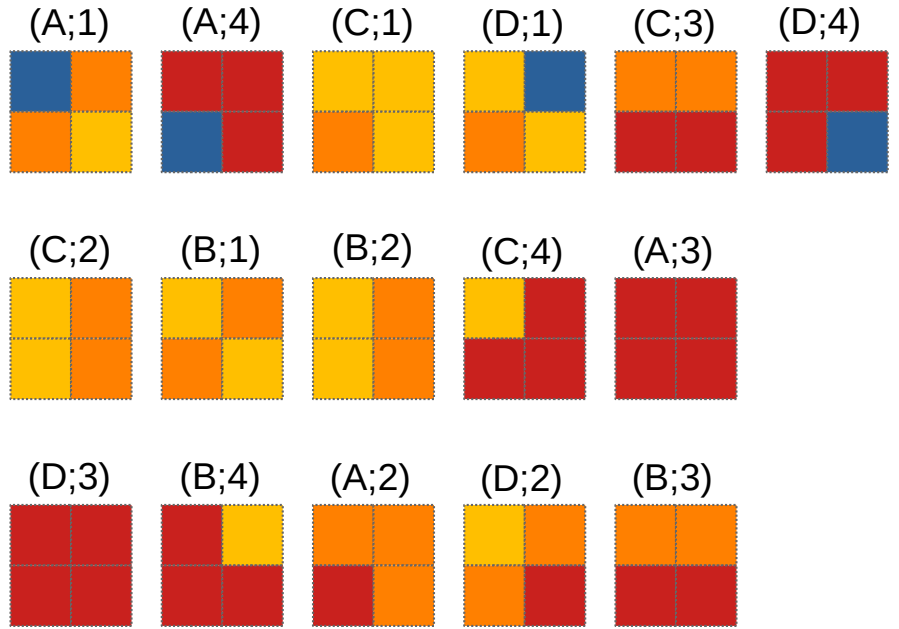 (A;1) (A;4) (C;1) (D;1) (C;3) (D;4)
(C;2) (B;1) (B;2) (C;4) (A;3)
(D;3) (B;4) (A;2) (D;2) (B;3)